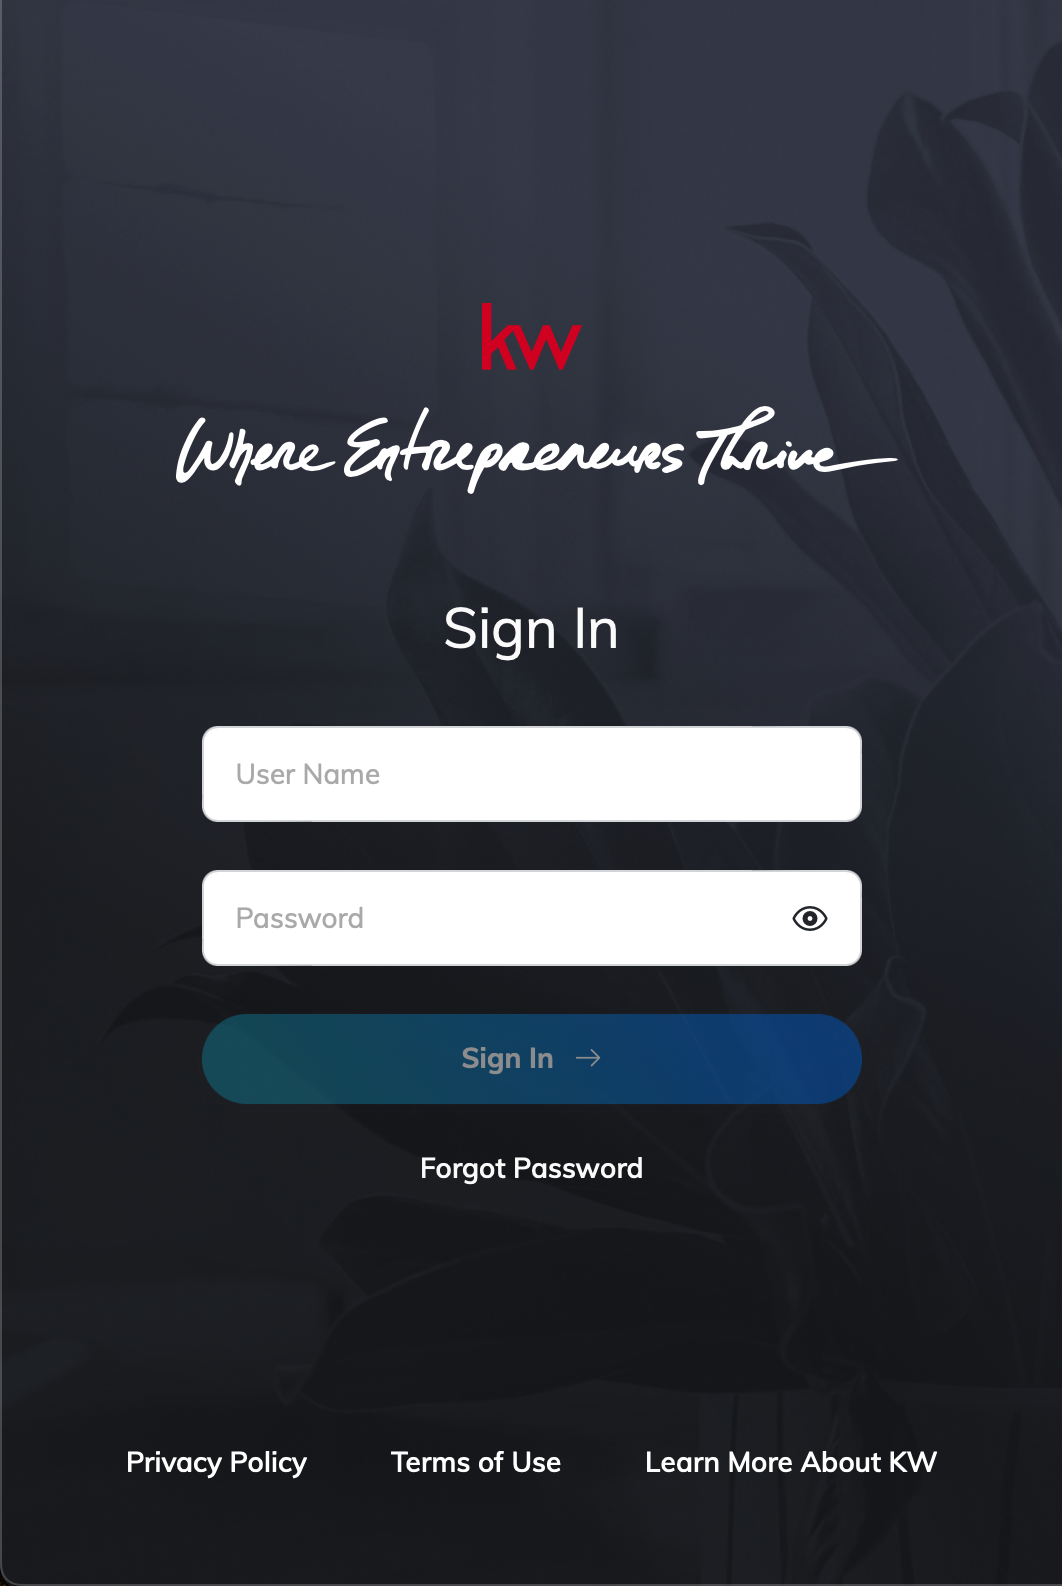 kw
Where Entrepreneurs Thrive
Sign In
User Name
Password
Sign In
Forgot Password
Privacy Policy Terms of Use Learn More About KW